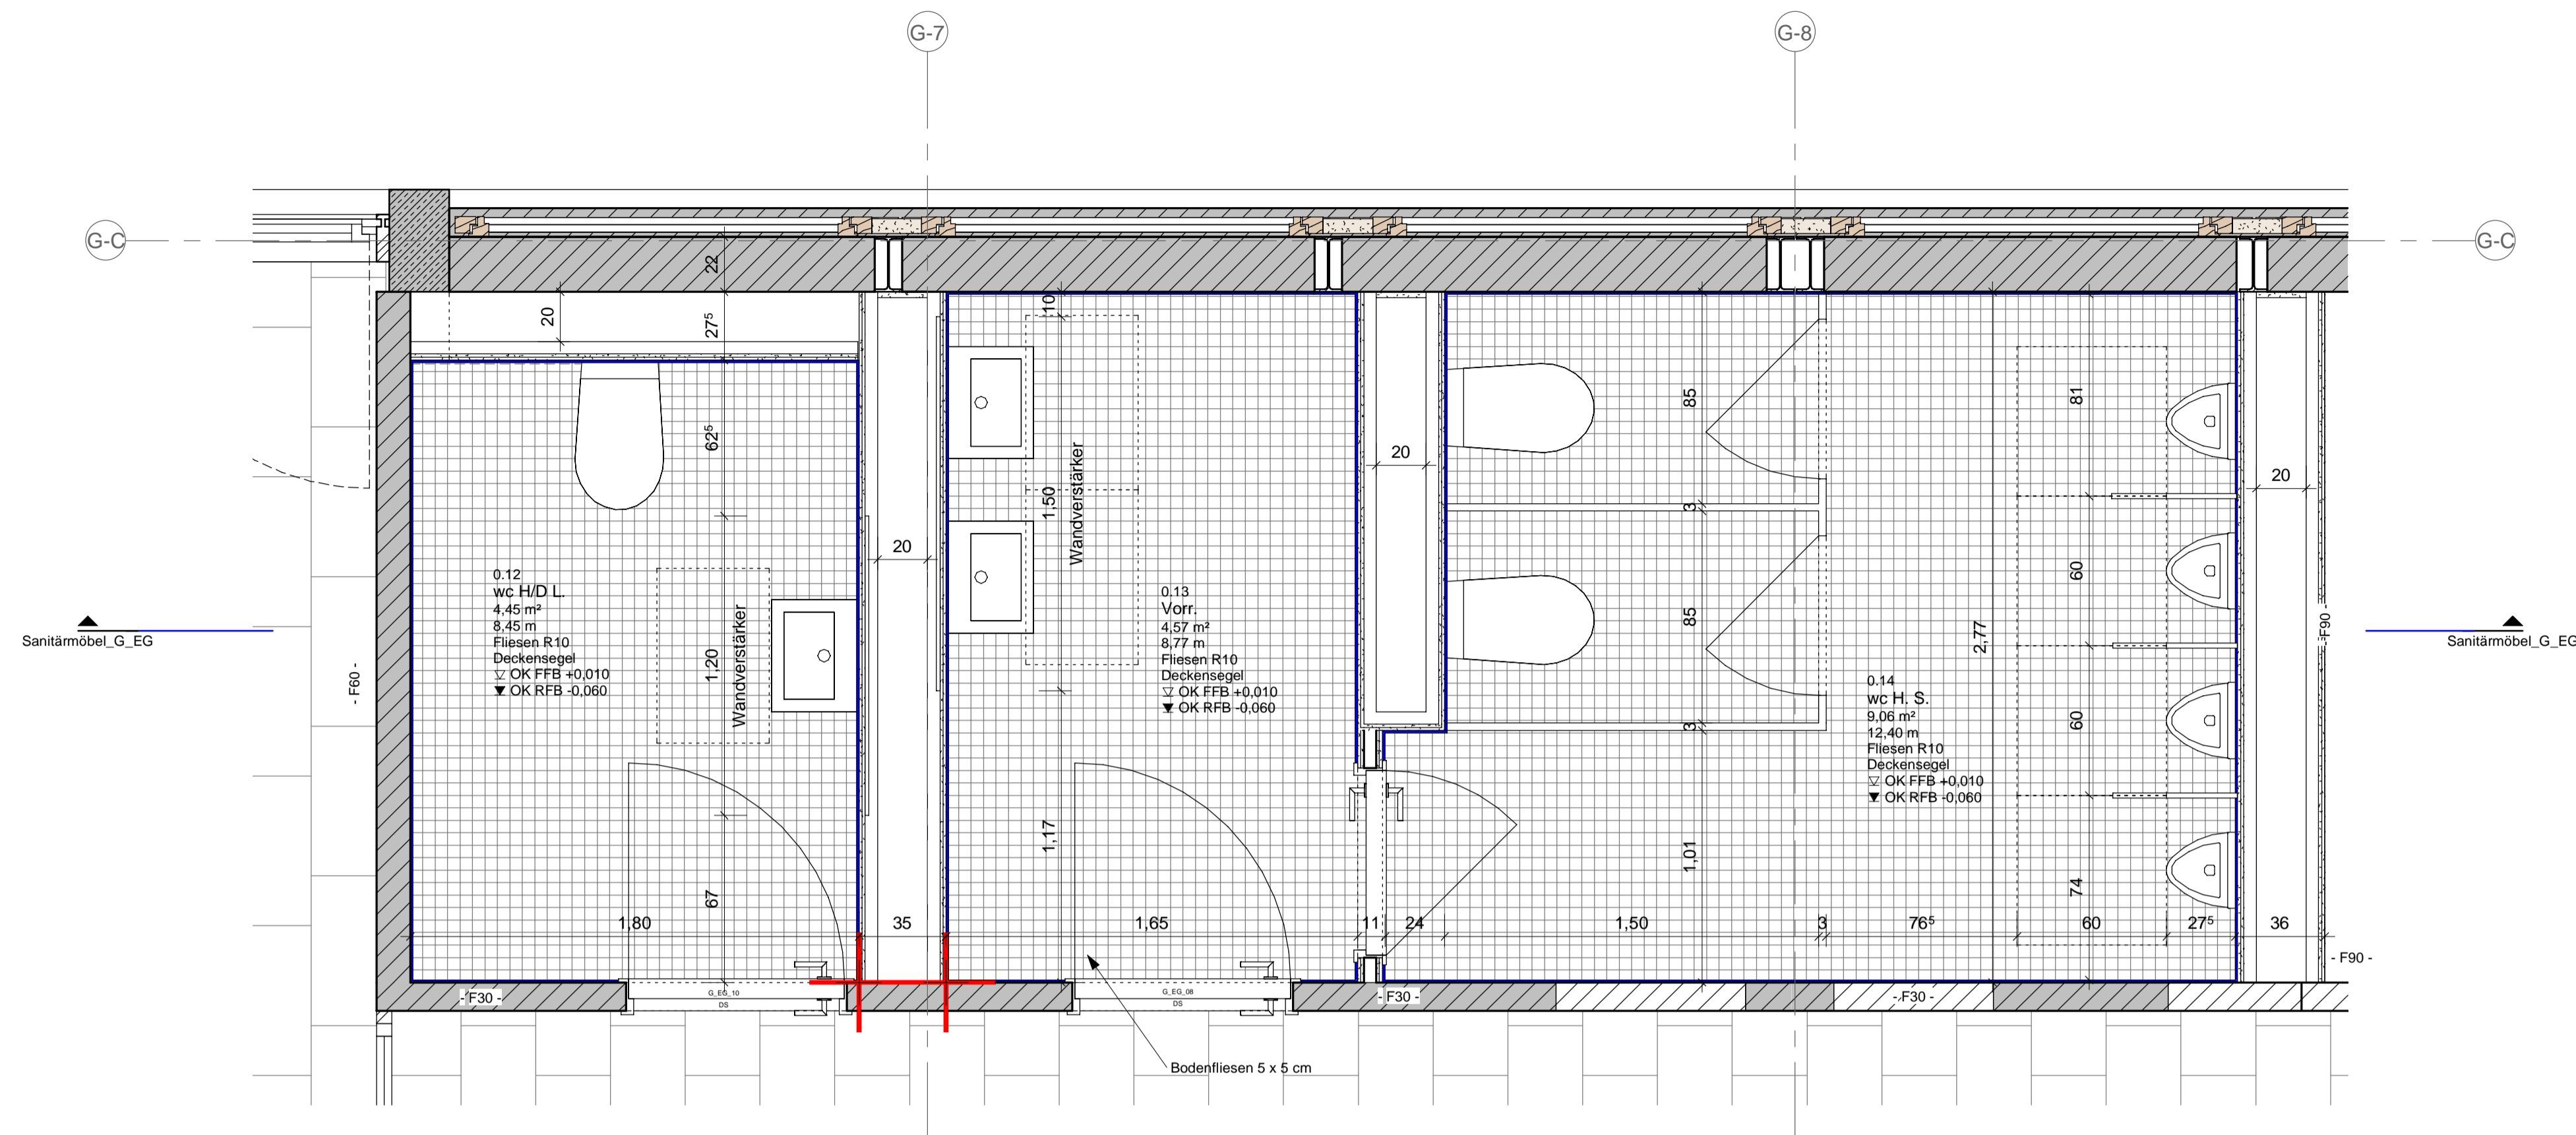 G-7
G-8
G-C
G-C
22
20
27⁵
10
62⁵
85
81
1,50
Wandverstärker
20
20
20
3
60
0.12
wc H/D L.
4,45 m²
8,45 m
Fliesen R10
Deckensegel
OK FFB +0,010
OK RFB -0,060
0.13
Vorr.
4,57 m²
8,77 m
Fliesen R10
Deckensegel
OK FFB +0,010
OK RFB -0,060
85
2,77
- F90 -
Sanitärmöbel_G_EG
Sanitärmöbel_G_EG
1,20
Wandverstärker
- F60 -
0.14
wc H. S.
9,06 m²
12,40 m
Fliesen R10
Deckensegel
OK FFB +0,010
OK RFB -0,060
3
60
1,17
1,01
67
74
1,80
35
1,65
11
24
1,50
3
76⁵
60
27⁵
36
- F90 -
- F30 -
G_EG_10
DS
G_EG_08
DS
- F30 -
- F30 -
Bodenfliesen 5 x 5 cm